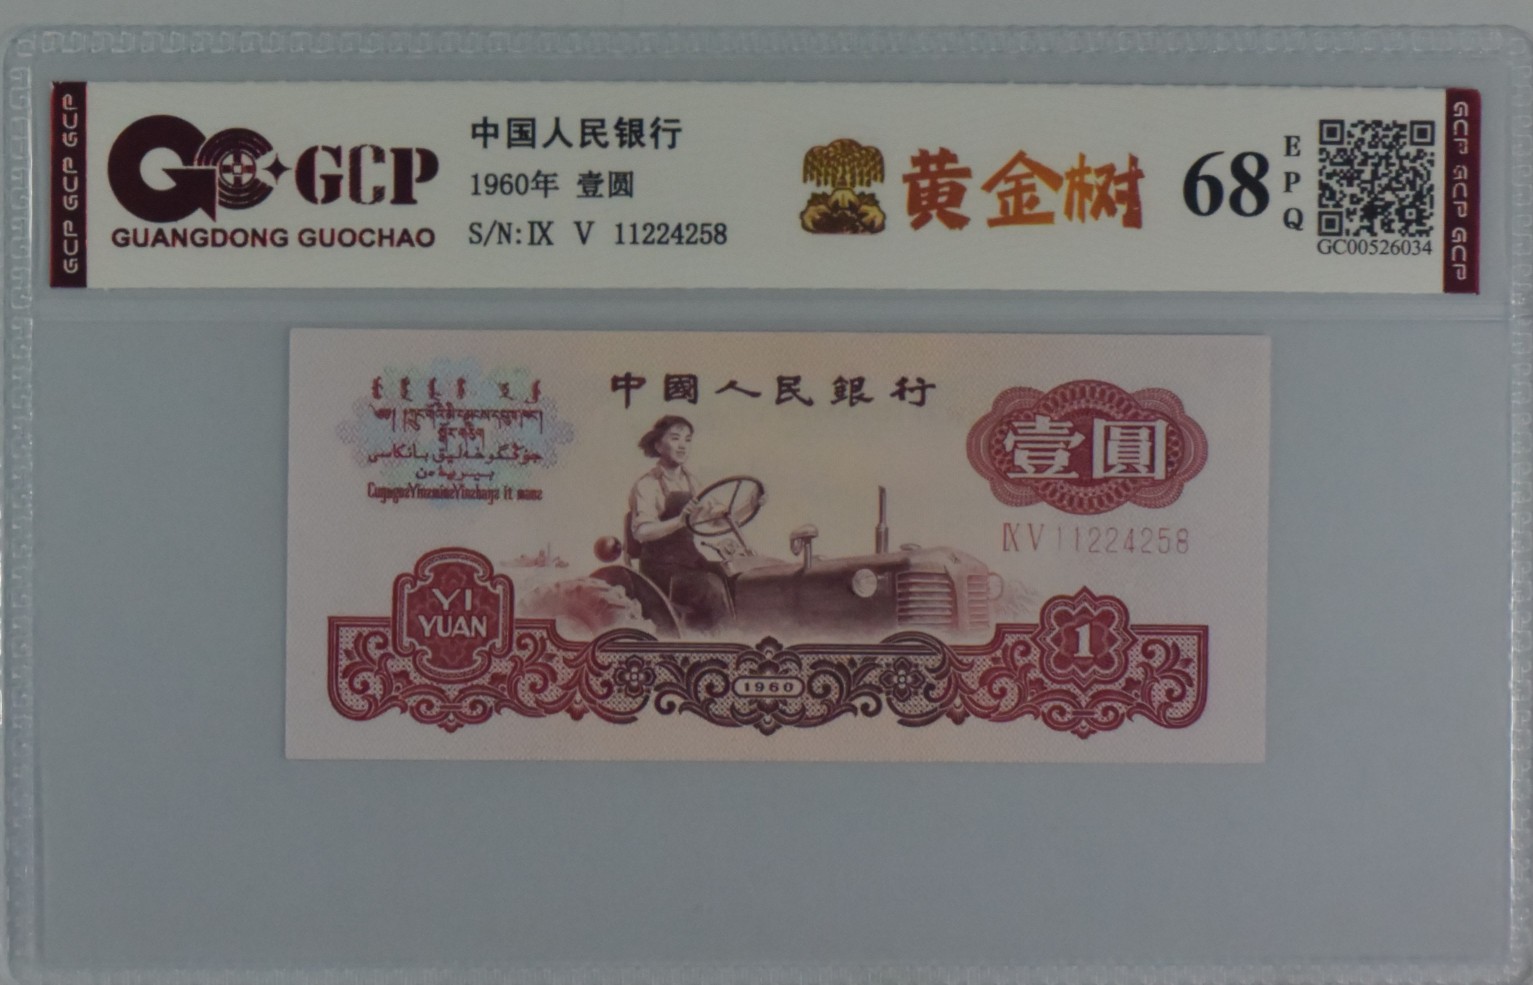 GCP GCP GCP
GCP
GUANGDONG GUOCHAO
中国人民银行
1960年 壹圆
S/N: IX V 11224258
黄金树
68
EPQ
GC00526034
GCP GCP GCP
中國人民銀行
壹圓
IX V 11224258
YI
YUAN
1960
1